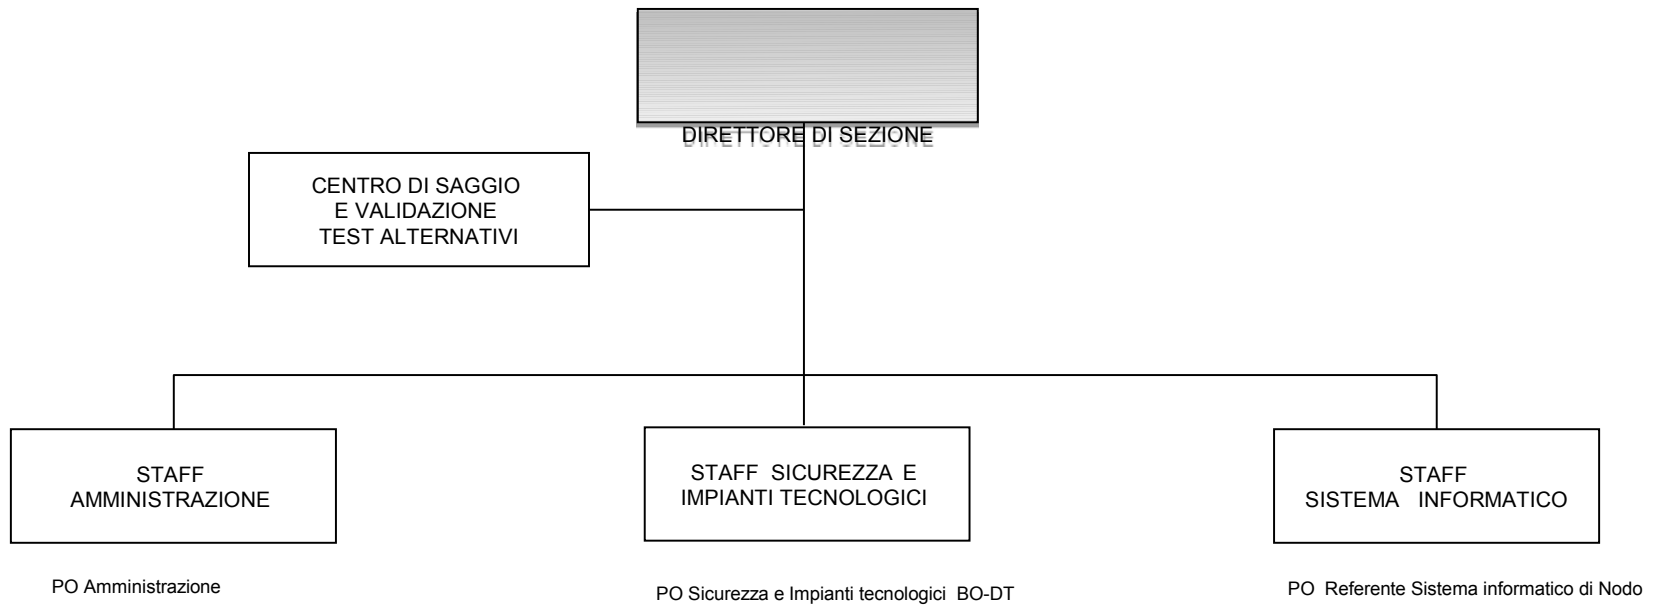 DIRETTORE DI SEZIONE
CENTRO DI SAGGIO
E VALIDAZIONE
TEST ALTERNATIVI
STAFF
AMMINISTRAZIONE
STAFF SICUREZZA E
IMPIANTI TECNOLOGICI
STAFF
SISTEMA INFORMATICO
PO Amministrazione
PO Sicurezza e Impianti tecnologici BO-DT
PO Referente Sistema informatico di Nodo